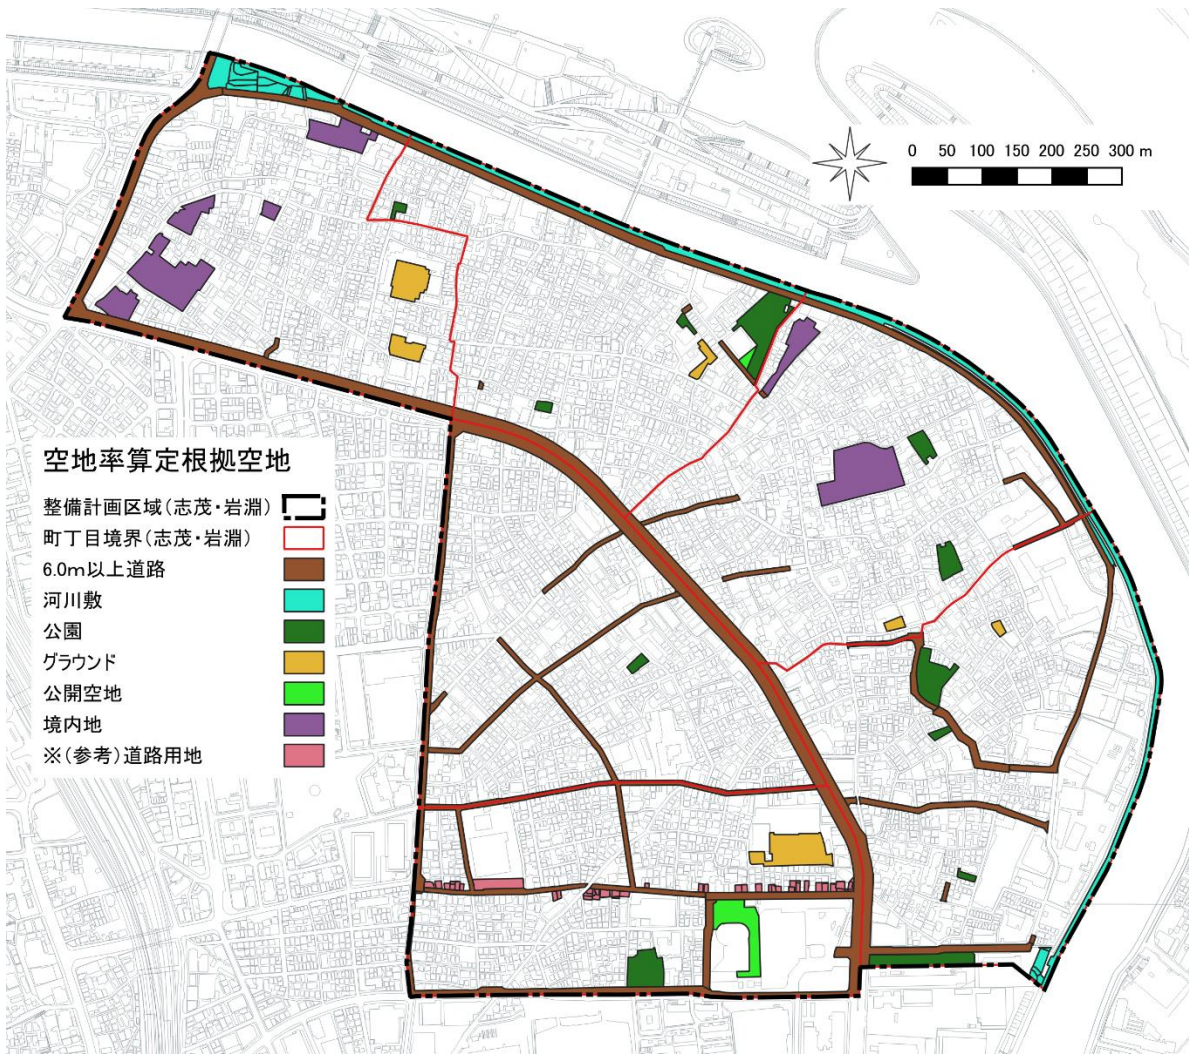 0 50 100 150 200 250 300 m
空地率算定根拠空地
整備計画区域(志茂・岩淵)
町丁目境界(志茂・岩淵)
6.0m以上道路
河川敷
公園
グラウンド
公開空地
境内地
※(参考)道路用地